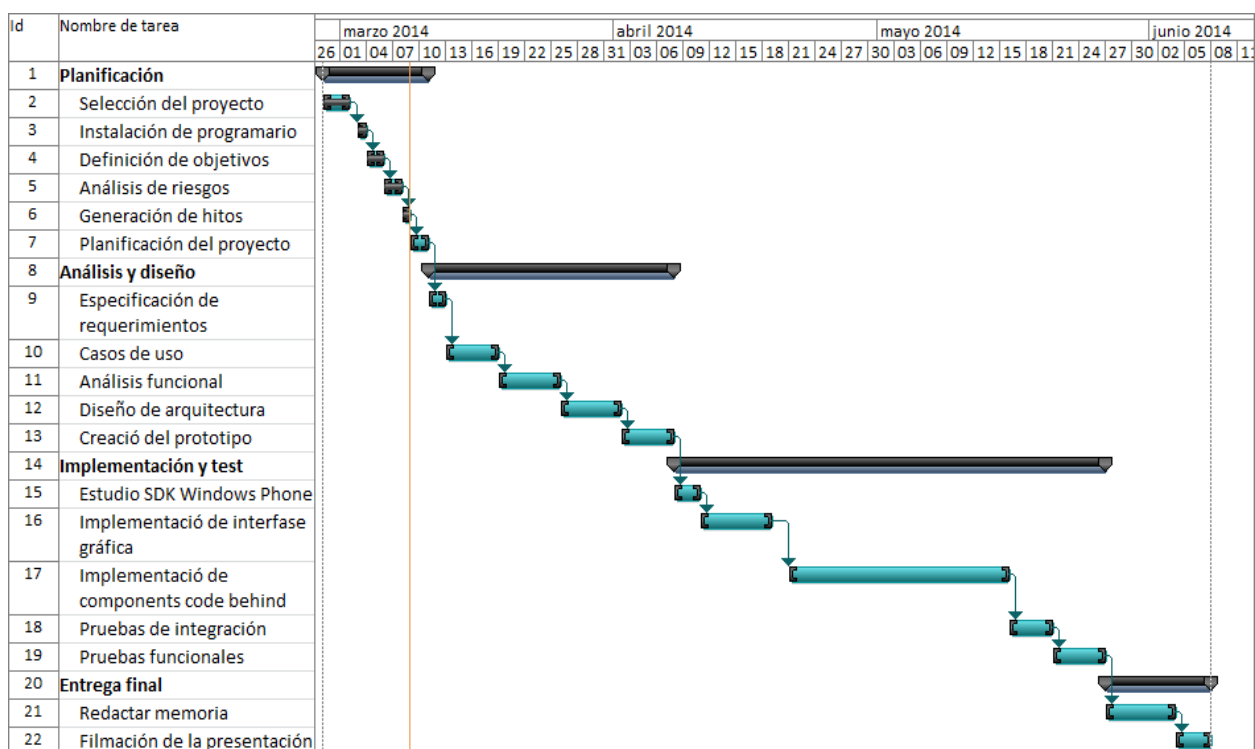 Id Nombre de tarea marzo 2014 abril 2014 mayo 2014 junio 2014
26 01 04 07 10 13 16 19 22 25 28 31 03 06 09 12 15 18 21 24 27 30 03 06 09 12 15 18 21 24 27 30 02 05 08
1 Planificación
2 Selección del proyecto
3 Instalación de programario
4 Definición de objetivos
5 Análisis de riesgos
6 Generación de hitos
7 Planificación del proyecto
8 Análisis y diseño
9 Especificación de
requerimientos
10 Casos de uso
11 Análisis funcional
12 Diseño de arquitectura
13 Creació del prototipo
14 Implementación y test
15 Estudio SDK Windows Phone
16 Implementació de interfase
gráfica
17 Implementació de
components code behind
18 Pruebas de integración
19 Pruebas funcionales
20 Entrega final
21 Redactar memoria
22 Filmación de la presentación